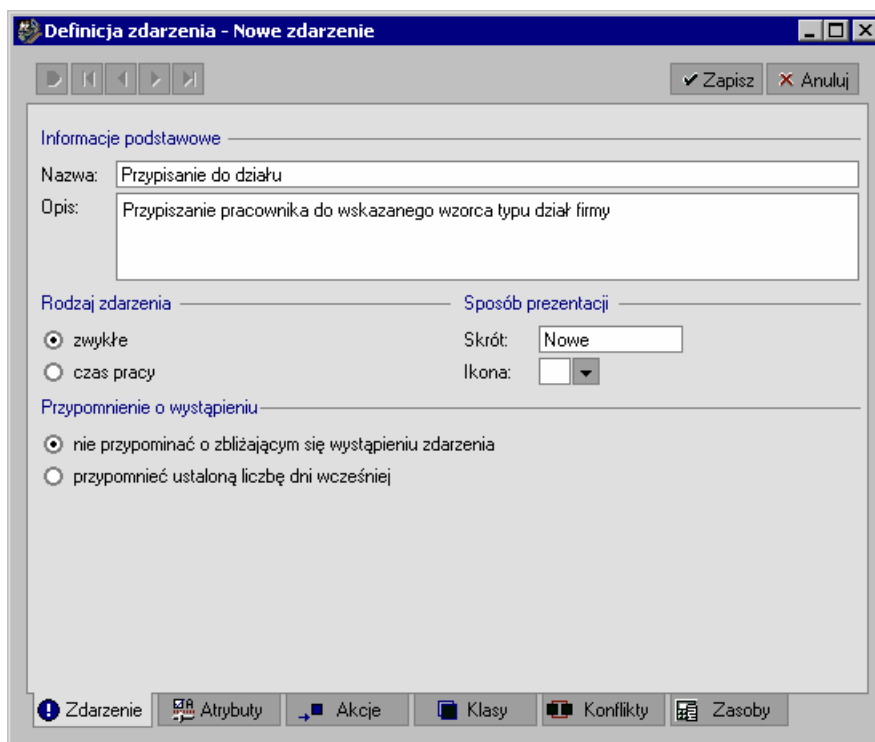 Definicja zdarzenia - Nowe zdarzenie
Zapisz Anuluj
Informacje podstawowe
Nazwa: Przypisanie do działu
Opis: Przypiszanie pracownika do wskazanego wzorca typu dział firmy
Rodzaj zdarzenia Sposób prezentacji
zwykłe Skrót: Nowe
czas pracy Ikona:
Przypomnienie o wystąpieniu
nie przypominać o zbliżającym się wystąpieniu zdarzenia
przypomnieć ustaloną liczbę dni wcześniej
Zdarzenie Atrybuty Akcje Klasy Konflikty Zasoby